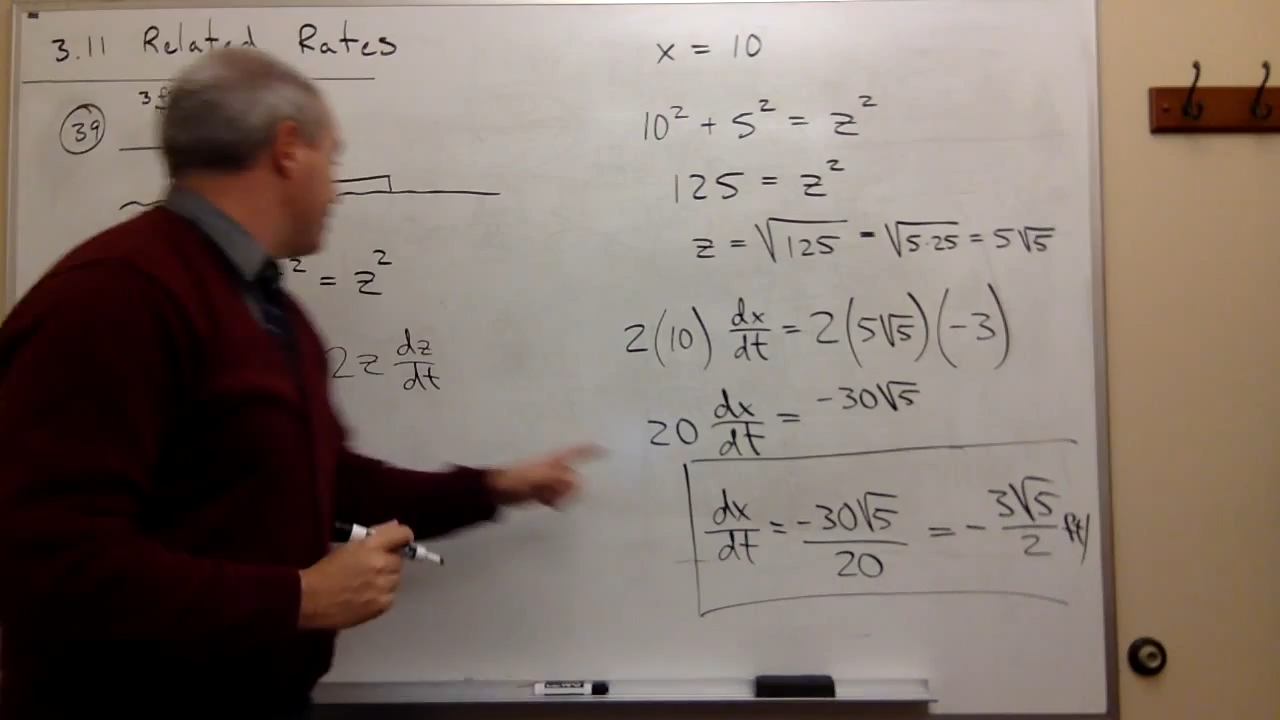 3.11 Related Rates
39
3
² = z²
2z dz/dt
x = 10
10² + 5² = z²
125 = z²
z = √125 = √5·25 = 5√5
2(10) dx/dt = 2(5√5)(-3)
20 dx/dt = -30√5
dx/dt = -30√5/20 = -3√5/2 ft/